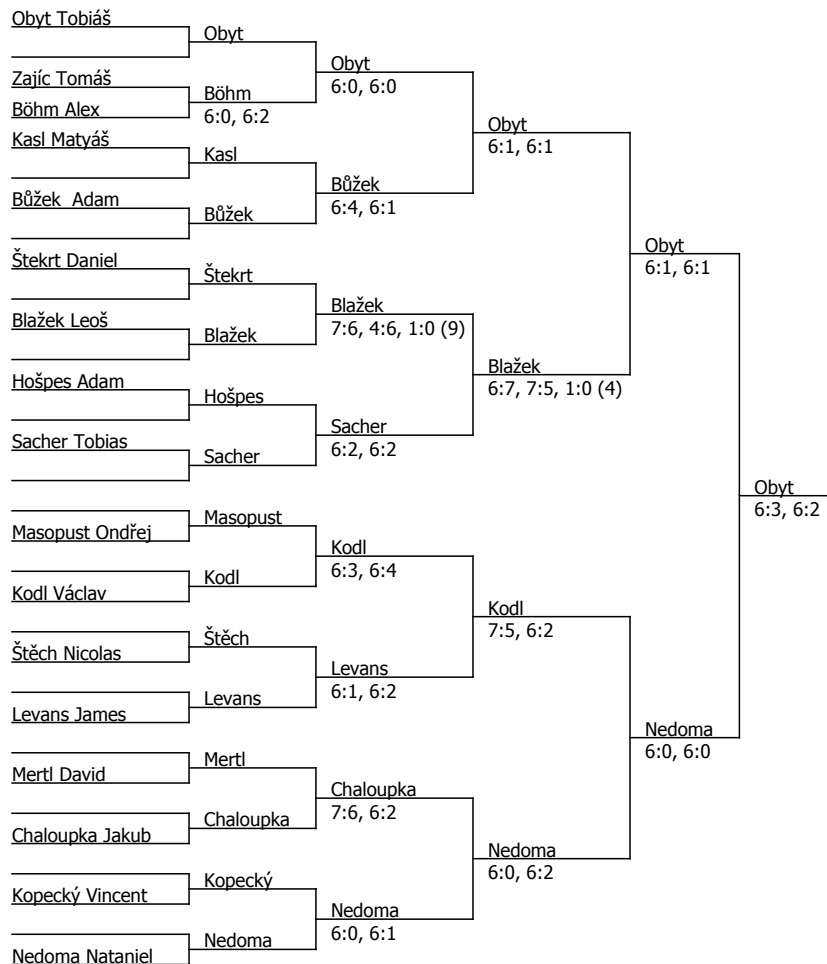 Obyt Tobiáš
Obyt
Obyt
6:0, 6:0
Zajíc Tomáš
Böhm
6:0, 6:2
Böhm Alex
Obyt
6:1, 6:1
Kasl Matyáš
Kasl
Bůžek
6:4, 6:1
Bůžek  Adam
Bůžek
Obyt
6:1, 6:1
Štekrt Daniel
Štekrt
Blažek
7:6, 4:6, 1:0 (9)
Blažek Leoš
Blažek
Blažek
6:7, 7:5, 1:0 (4)
Hošpes Adam
Hošpes
Sacher
6:2, 6:2
Sacher Tobias
Sacher
Obyt
6:3, 6:2
Masopust
Masopust Ondřej
Kodl
6:3, 6:4
Kodl
Kodl Václav
Kodl
7:5, 6:2
Štěch
Štěch Nicolas
Levans
6:1, 6:2
Levans
Levans James
Nedoma
6:0, 6:0
Mertl
Mertl David
Chaloupka
7:6, 6:2
Chaloupka
Chaloupka Jakub
Nedoma
6:0, 6:2
Kopecký
Kopecký Vincent
Nedoma
6:0, 6:1
Nedoma
Nedoma Nataniel